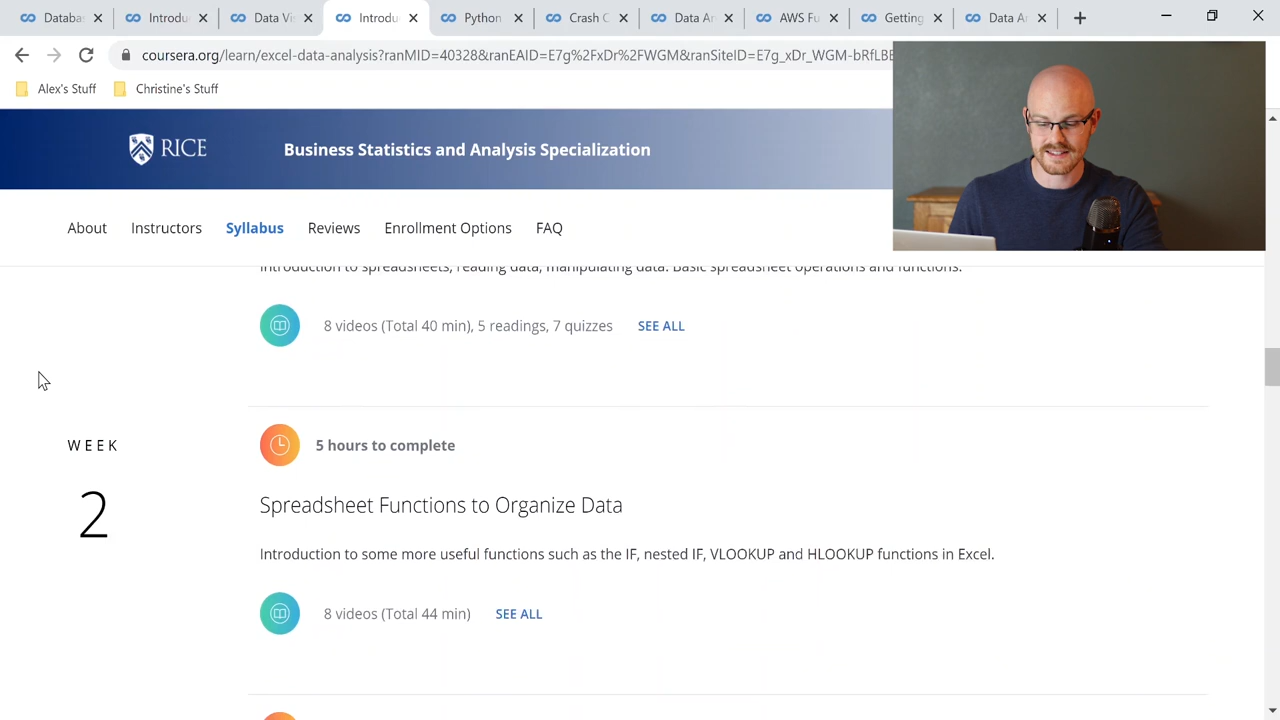 Databa
Introdu
Data Vi
Introdu
Python
Crash C
Data An
AWS Fu
Getting
Data An
coursera.org/learn/excel-data-analysis?ranMID=40328&ranEAID=E7g%2FxDr%2FWGM&ranSiteID=E7g_xDr_WGM-bRfLBE
Alex's Stuff
Christine's Stuff
RICE
Business Statistics and Analysis Specialization
About
Instructors
Syllabus
Reviews
Enrollment Options
FAQ
Introduction to spreadsheets, reading data, manipulating data. Basic spreadsheet operations and functions.
8 videos (Total 40 min), 5 readings, 7 quizzes
SEE ALL
WEEK
2
5 hours to complete
Spreadsheet Functions to Organize Data
Introduction to some more useful functions such as the IF, nested IF, VLOOKUP and HLOOKUP functions in Excel.
8 videos (Total 44 min)
SEE ALL